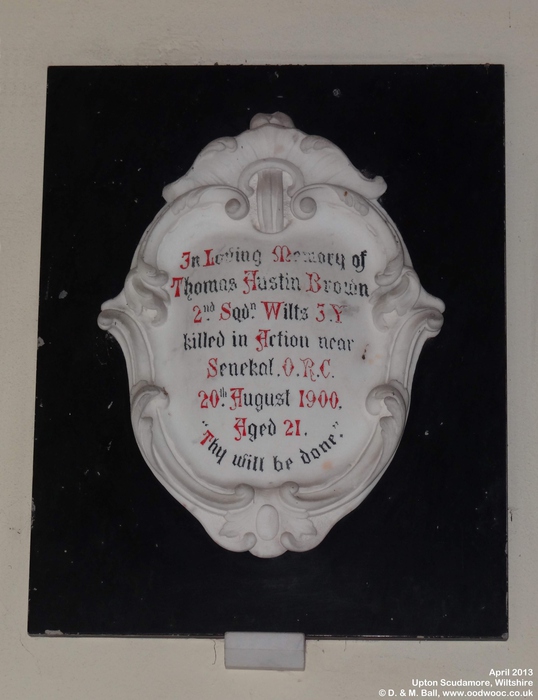 In Loving Memory of
Thomas Austin Brown
2nd Sqdn. Wilts I.Y
killed in Action near
Senekal. O.R.C.
20th August 1900.
Aged 21.
"Thy will be done."
April 2013
Upton Scudamore, Wiltshire
© D. & M. Ball, www.oodwooc.co.uk